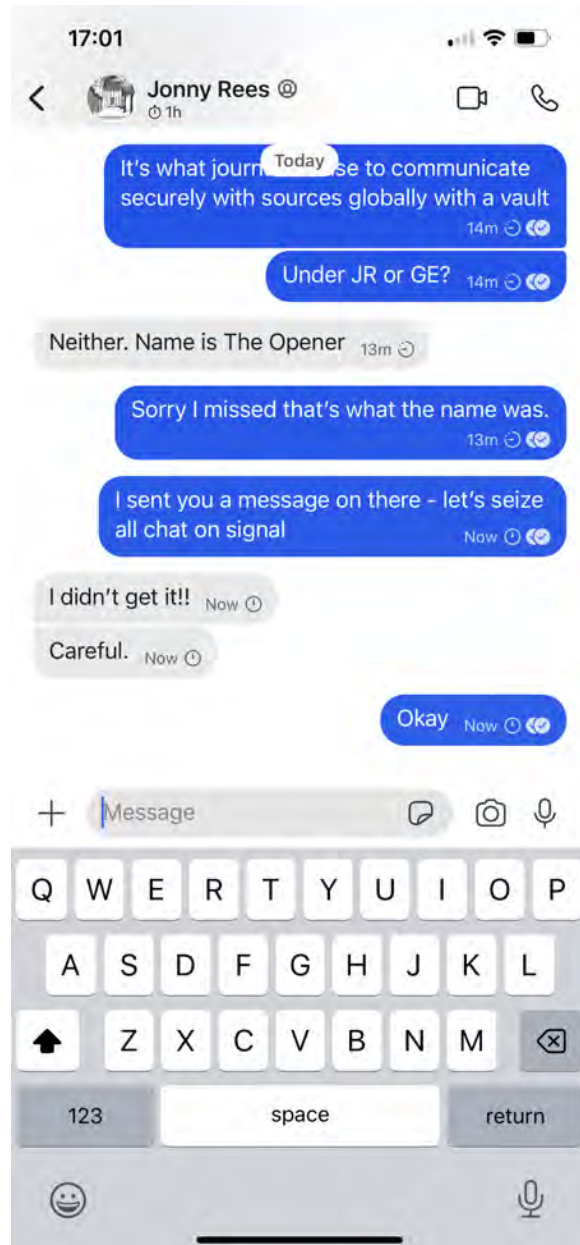 17:01
Jonny Rees
1h
Today
It's what journ se to communicate
securely with sources globally with a vault
14m
Under JR or GE? 14m
Neither. Name is The Opener 13m
Sorry I missed that's what the name was.
13m
I sent you a message on there - let's seize
all chat on signal
Now
I didn't get it!! Now
Careful. Now
Okay Now
Message
Q W E R T Y U I O P
A S D F G H J K L
Z X C V B N M
123 space return